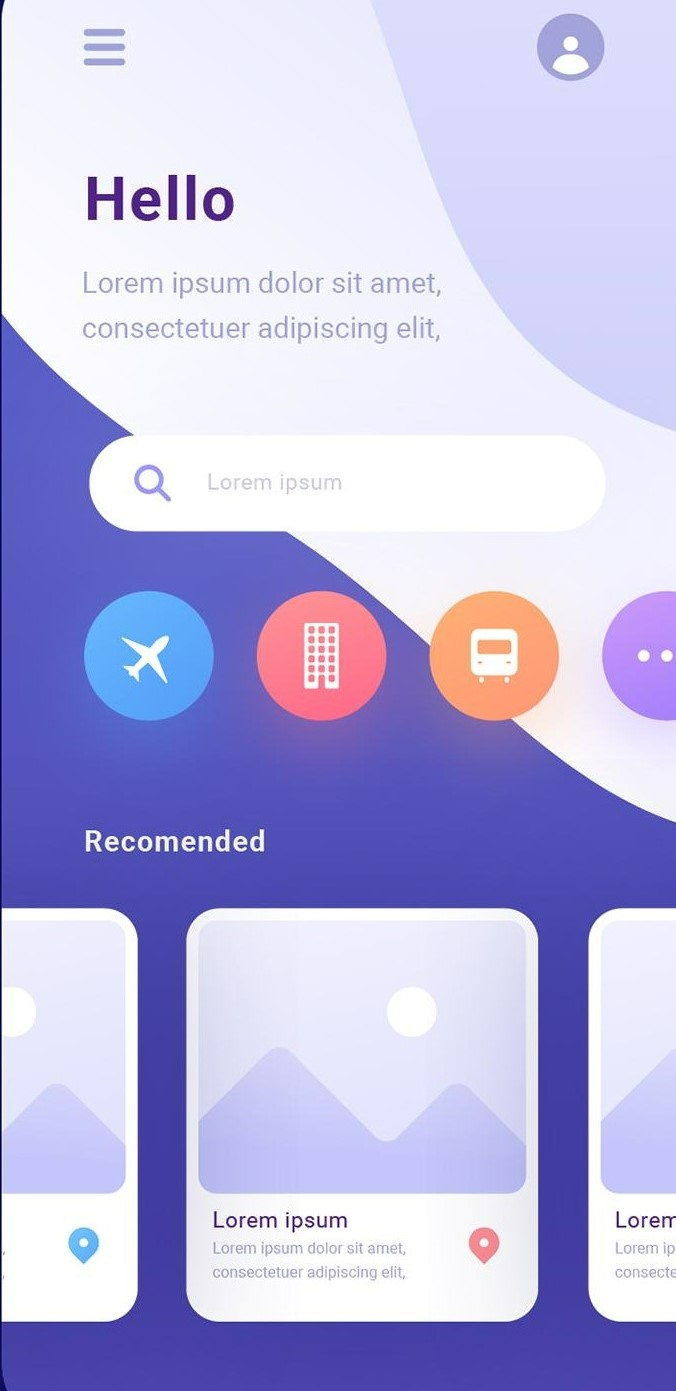 Hello
Lorem ipsum dolor sit amet,
consectetuer adipiscing elit,
Lorem ipsum
Recomended
Lorem ipsum
Lorem ipsum dolor sit amet,
consectetuer adipiscing elit,
Lorem
Lorem ip
consecte